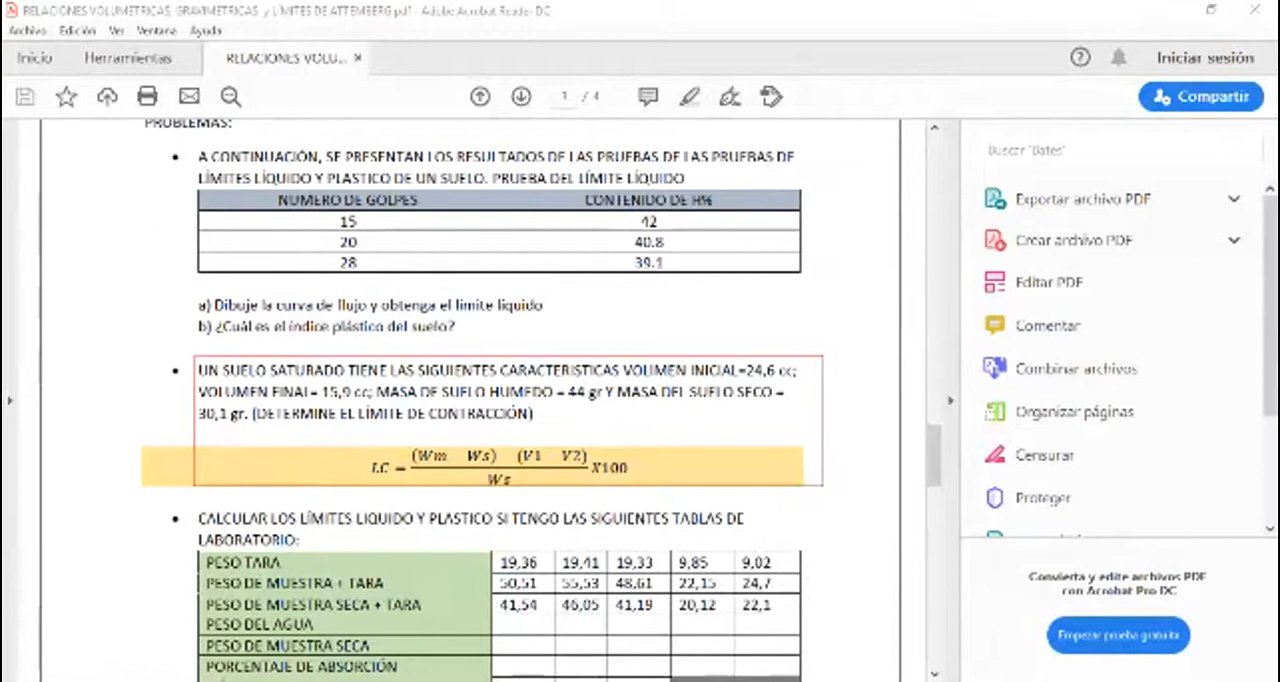 RELACIONES VOLUMETRICAS, GRAVIMETRICAS y LÍMITES DE ATTEMBERG.pdf - Adobe Acrobat Reader DC
Archivo Edición Ver Ventana Ayuda
Inicio Herramientas RELACIONES VOLU... ×
Iniciar sesión
1 / 4
Compartir
PROBLEMAS:
• A CONTINUACIÓN, SE PRESENTAN LOS RESULTADOS DE LAS PRUEBAS DE LAS PRUEBAS DE
LÍMITES LÍQUIDO Y PLASTICO DE UN SUELO. PRUEBA DEL LÍMITE LÍQUIDO
NUMERO DE GOLPES CONTENIDO DE H%
15 42
20 40.8
28 39.1
a) Dibuje la curva de flujo y obtenga el limite liquido
b) ¿Cuál es el índice plástico del suelo?
• UN SUELO SATURADO TIENE LAS SIGUIENTES CARACTERISTICAS VOLUMEN INICIAL=24,6 cc;
VOLUMEN FINAL= 15,9 cc; MASA DE SUELO HUMEDO = 44 gr Y MASA DEL SUELO SECO =
30,1 gr. (DETERMINE EL LÍMITE DE CONTRACCIÓN)
(Wm Ws) (V1 V2)
LC = X100
Ws
• CALCULAR LOS LÍMITES LIQUIDO Y PLASTICO SI TENGO LAS SIGUIENTES TABLAS DE
LABORATORIO:
PESO TARA 19,36 19,41 19,33 9,85 9,02
PESO DE MUESTRA + TARA 50,51 55,53 48,61 22,15 24,7
PESO DE MUESTRA SECA + TARA 41,54 46,05 41,19 20,12 22,1
PESO DEL AGUA
PESO DE MUESTRA SECA
PORCENTAJE DE ABSORCIÓN
Exportar archivo PDF
Crear archivo PDF
Editar PDF
Comentar
Combinar archivos
Organizar páginas
Censurar
Proteger
Convierta y edite archivos PDF
con Acrobat Pro DC
Empezar prueba gratuita